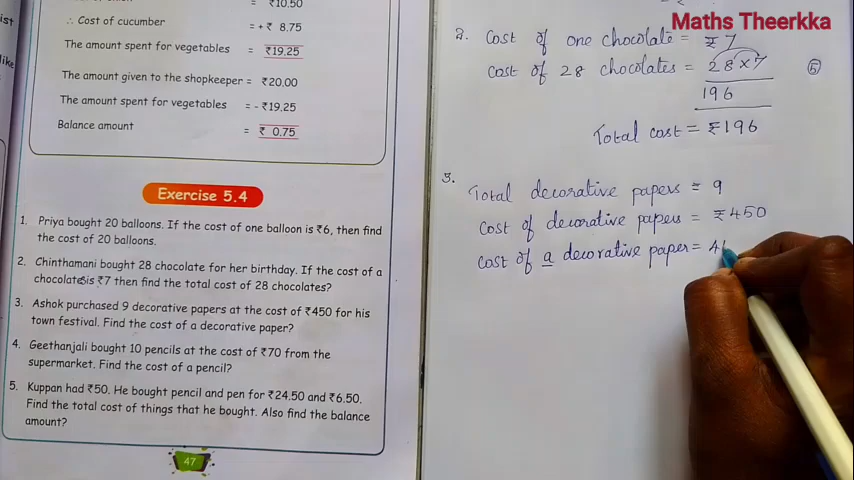 Maths Theerkka
= ₹10.50
∴ Cost of cucumber = + ₹ 8.75
The amount spent for vegetables = ₹19.25
The amount given to the shopkeeper = ₹20.00
The amount spent for vegetables = - ₹19.25
Balance amount = ₹ 0.75
Exercise 5.4
1. Priya bought 20 balloons. If the cost of one balloon is ₹6, then find
the cost of 20 balloons.
2. Chinthamani bought 28 chocolate for her birthday. If the cost of a
chocolate is ₹7 then find the total cost of 28 chocolates?
3. Ashok purchased 9 decorative papers at the cost of ₹450 for his
town festival. Find the cost of a decorative paper?
4. Geethanjali bought 10 pencils at the cost of ₹70 from the
supermarket. Find the cost of a pencil?
5. Kuppan had ₹50. He bought pencil and pen for ₹24.50 and ₹6.50.
Find the total cost of things that he bought. Also find the balance
amount?
47
ist
like
2. Cost of one chocolate = ₹7
Cost of 28 chocolates = 28 × 7 ⑤
196
Total cost = ₹196
3.
Total decorative papers = 9
Cost of decorative papers = ₹450
Cost of a decorative paper = 4